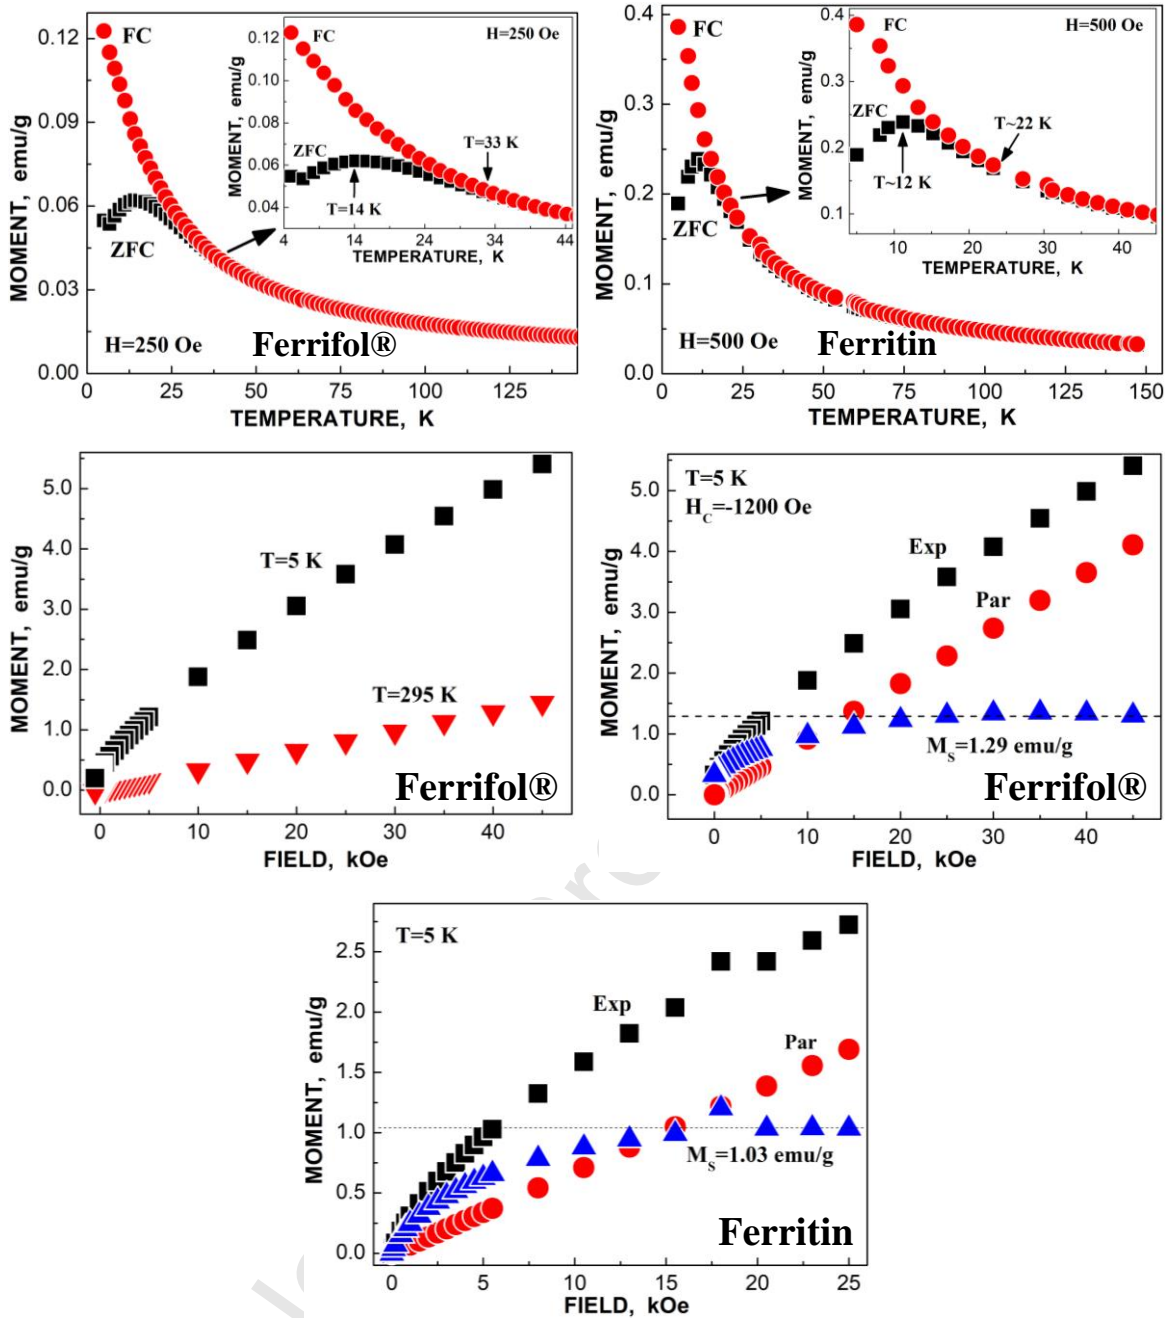 FC
ZFC
H=250 Oe
Ferrifol®
MOMENT, emu/g
TEMPERATURE, K
0.12
0.09
0.06
0.03
0.00
0 25 50 75 100 125
H=250 Oe
FC
ZFC
T=33 K
T=14 K
MOMENT, emu/g
TEMPERATURE, K
0.12
0.10
0.08
0.06
0.04
4 14 24 34 44
FC
ZFC
H=500 Oe
Ferritin
MOMENT, emu/g
TEMPERATURE, K
0.4
0.3
0.2
0.1
0.0
0 25 50 75 100 125 150
H=500 Oe
FC
ZFC
T~22 K
T~12 K
MOMENT, emu/g
TEMPERATURE, K
0.4
0.3
0.2
0.1
10 20 30 40
T=5 K
T=295 K
Ferrifol®
MOMENT, emu/g
FIELD, kOe
5.0
4.0
3.0
2.0
1.0
0.0
0 10 20 30 40
T=5 K
H_C=-1200 Oe
Exp
Par
M_S=1.29 emu/g
Ferrifol®
MOMENT, emu/g
FIELD, kOe
5.0
4.0
3.0
2.0
1.0
0.0
0 10 20 30 40
T=5 K
Exp
Par
M_S=1.03 emu/g
Ferritin
MOMENT, emu/g
FIELD, kOe
2.5
2.0
1.5
1.0
0.5
0.0
0 5 10 15 20 25